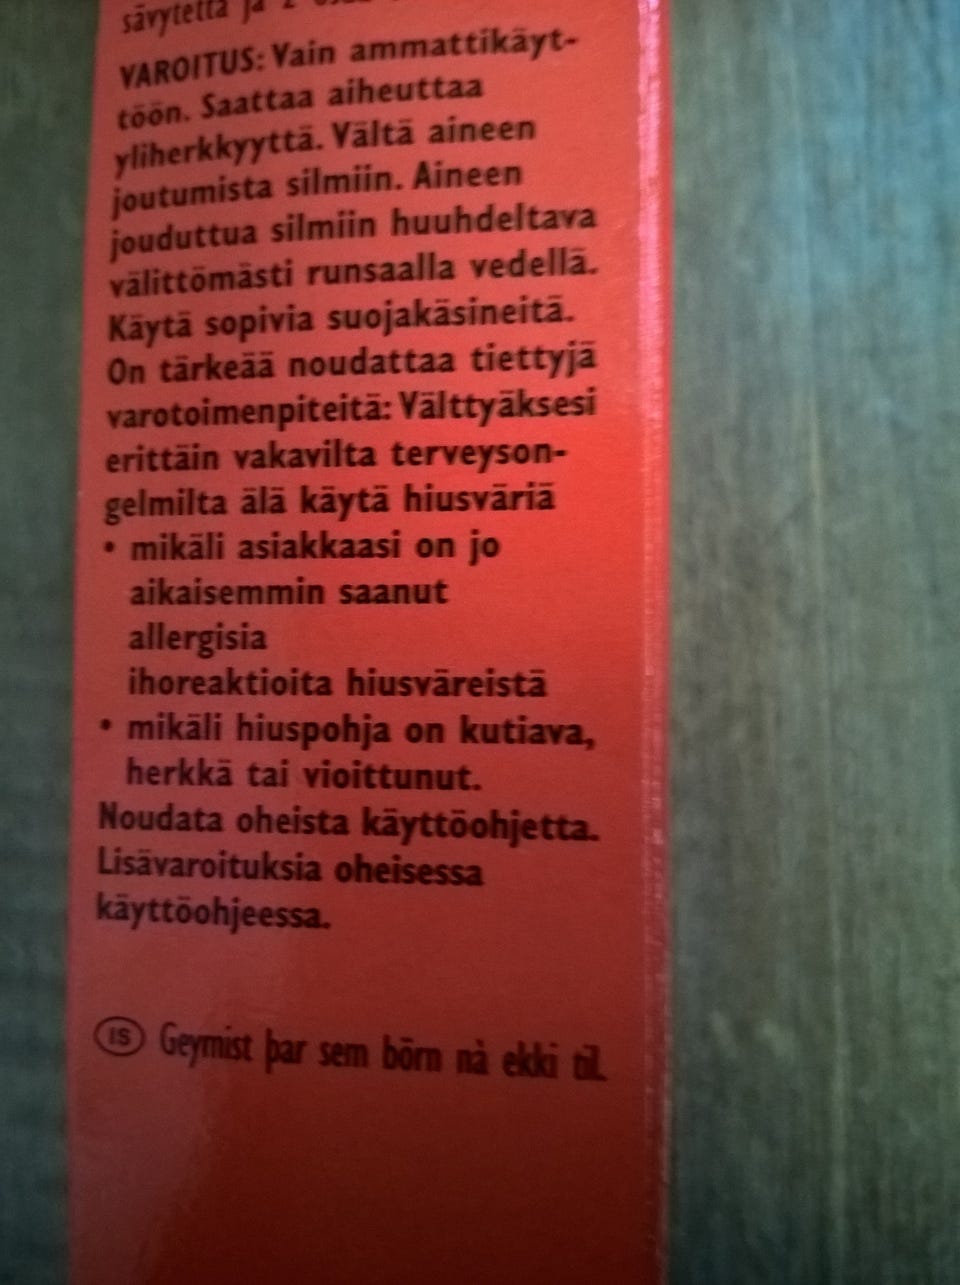 sävytettä ja 2
VAROITUS: Vain ammattikäyt-
töön. Saattaa aiheuttaa
yliherkkyyttä. Vältä aineen
joutumista silmiin. Aineen
jouduttua silmiin huuhdeltava
välittömästi runsaalla vedellä.
Käytä sopivia suojakäsineitä.
On tärkeää noudattaa tiettyjä
varotoimenpiteitä: Välttyäksesi
erittäin vakavilta terveyson-
gelmilta älä käytä hiusväriä
• mikäli asiakkaasi on jo
aikaisemmin saanut
allergisia
ihoreaktioita hiusväreistä
• mikäli hiuspohja on kutiava,
herkkä tai vioittunut.
Noudata oheista käyttöohjetta.
Lisävaroituksia oheisessa
käyttöohjeessa.
IS Geymist þar sem börn nà ekki til.